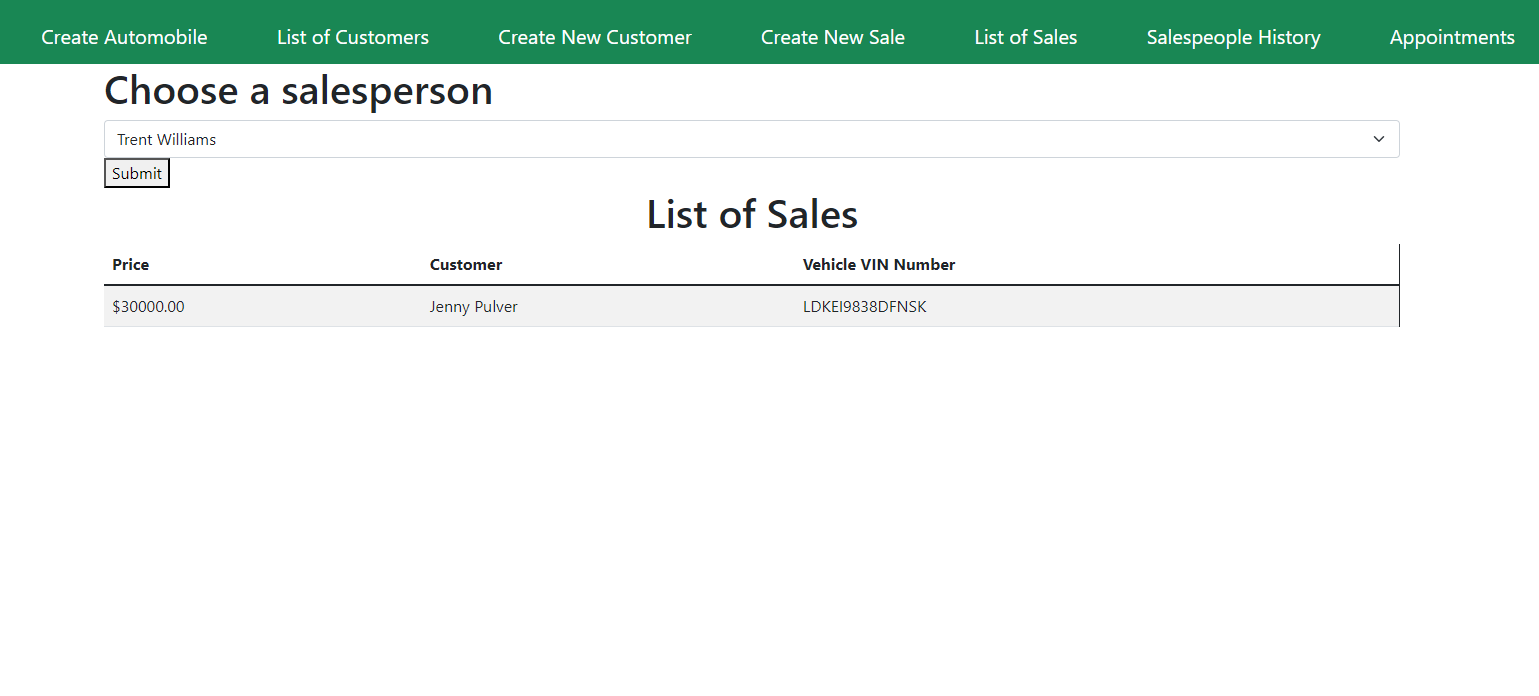 Create Automobile List of Customers Create New Customer Create New Sale List of Sales Salespeople History Appointments
Choose a salesperson
Trent Williams
Submit
List of Sales
Price Customer Vehicle VIN Number
$30000.00 Jenny Pulver LDKEI9838DFNSK